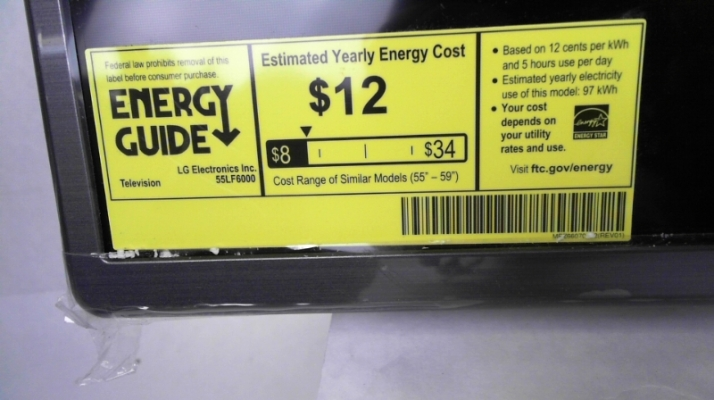 Federal law prohibits removal of this
label before consumer purchase.
ENERGY
GUIDE
LG Electronics Inc.
Television
55LF6000
Estimated Yearly Energy Cost
$12
$8
$34
Cost Range of Similar Models (55" – 59")
• Based on 12 cents per kWh
and 5 hours use per day
• Estimated yearly electricity
use of this model: 97 kWh
• Your cost
depends on
your utility
rates and use.
energy
ENERGY STAR
Visit ftc.gov/energy